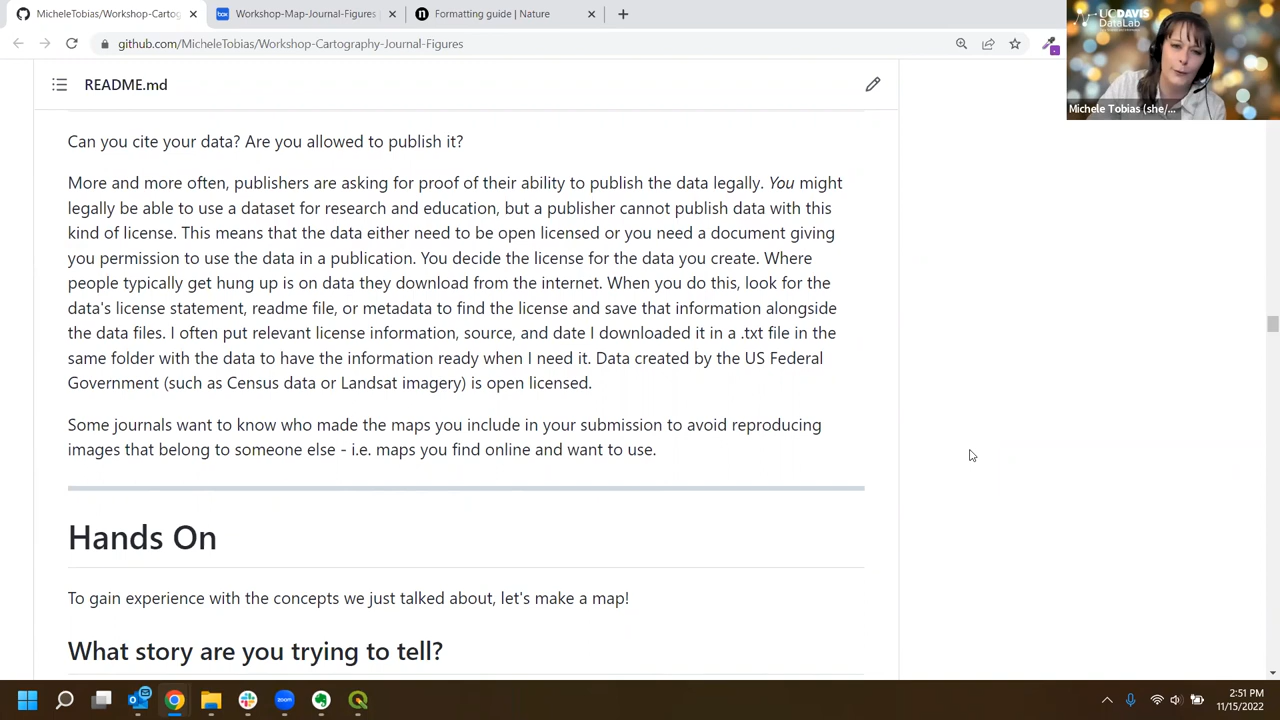 MicheleTobias/Workshop-Cartog
Workshop-Map-Journal-Figures
Formatting guide | Nature
github.com/MicheleTobias/Workshop-Cartography-Journal-Figures
UCDAVIS
DataLab
Michele Tobias (she/...
README.md
Can you cite your data? Are you allowed to publish it?
More and more often, publishers are asking for proof of their ability to publish the data legally. You might
legally be able to use a dataset for research and education, but a publisher cannot publish data with this
kind of license. This means that the data either need to be open licensed or you need a document giving
you permission to use the data in a publication. You decide the license for the data you create. Where
people typically get hung up is on data they download from the internet. When you do this, look for the
data's license statement, readme file, or metadata to find the license and save that information alongside
the data files. I often put relevant license information, source, and date I downloaded it in a .txt file in the
same folder with the data to have the information ready when I need it. Data created by the US Federal
Government (such as Census data or Landsat imagery) is open licensed.
Some journals want to know who made the maps you include in your submission to avoid reproducing
images that belong to someone else - i.e. maps you find online and want to use.
Hands On
To gain experience with the concepts we just talked about, let's make a map!
What story are you trying to tell?
2:51 PM
11/15/2022